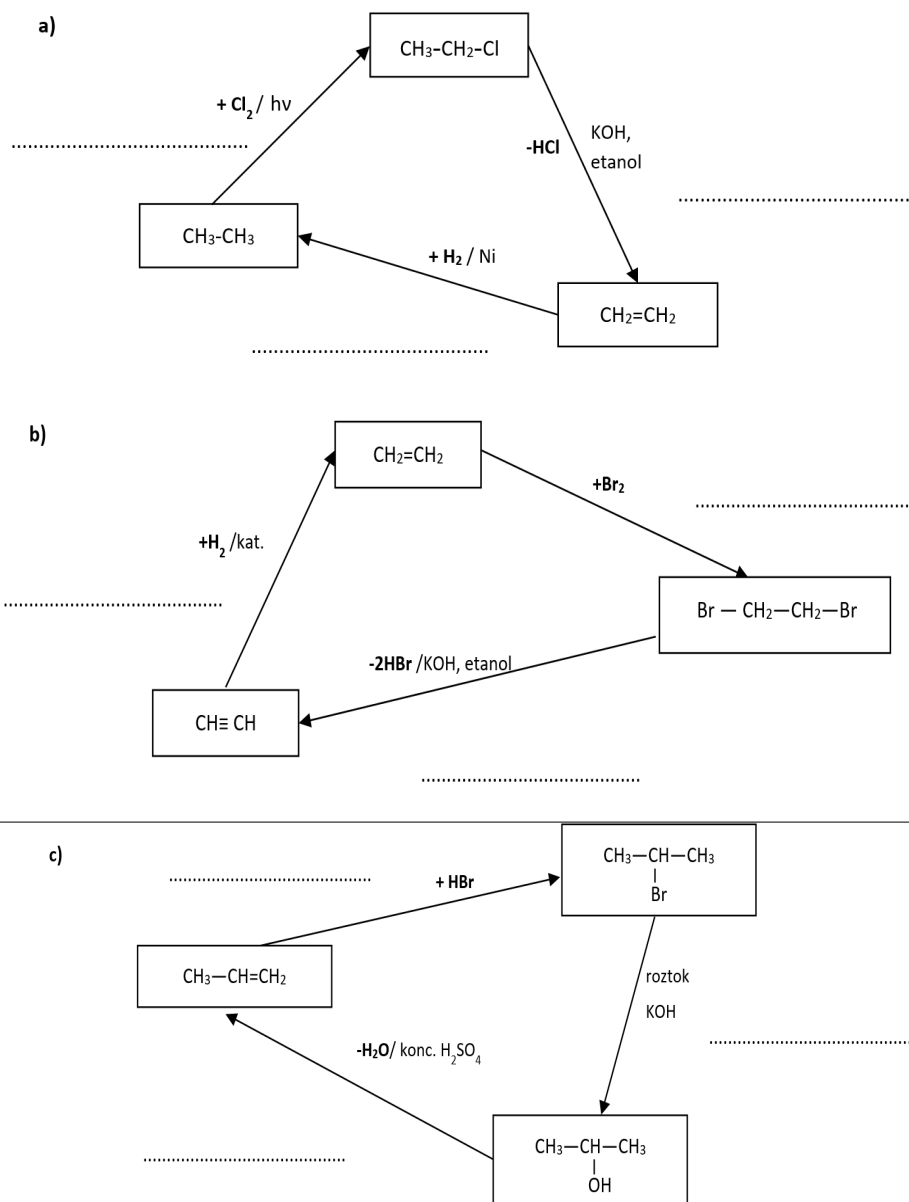 a)
CH₃-CH₂-Cl
+ Cl₂ / hν
-HCl
KOH,
etanol
CH₃-CH₃
+ H₂ / Ni
CH₂=CH₂
b)
CH₂=CH₂
+Br₂
+H₂ /kat.
Br — CH₂—CH₂—Br
-2HBr /KOH, etanol
CH≡ CH
c)
CH₃—CH—CH₃
Br
+ HBr
CH₃—CH=CH₂
roztok
KOH
-H₂O/ konc. H₂SO₄
CH₃—CH—CH₃
OH